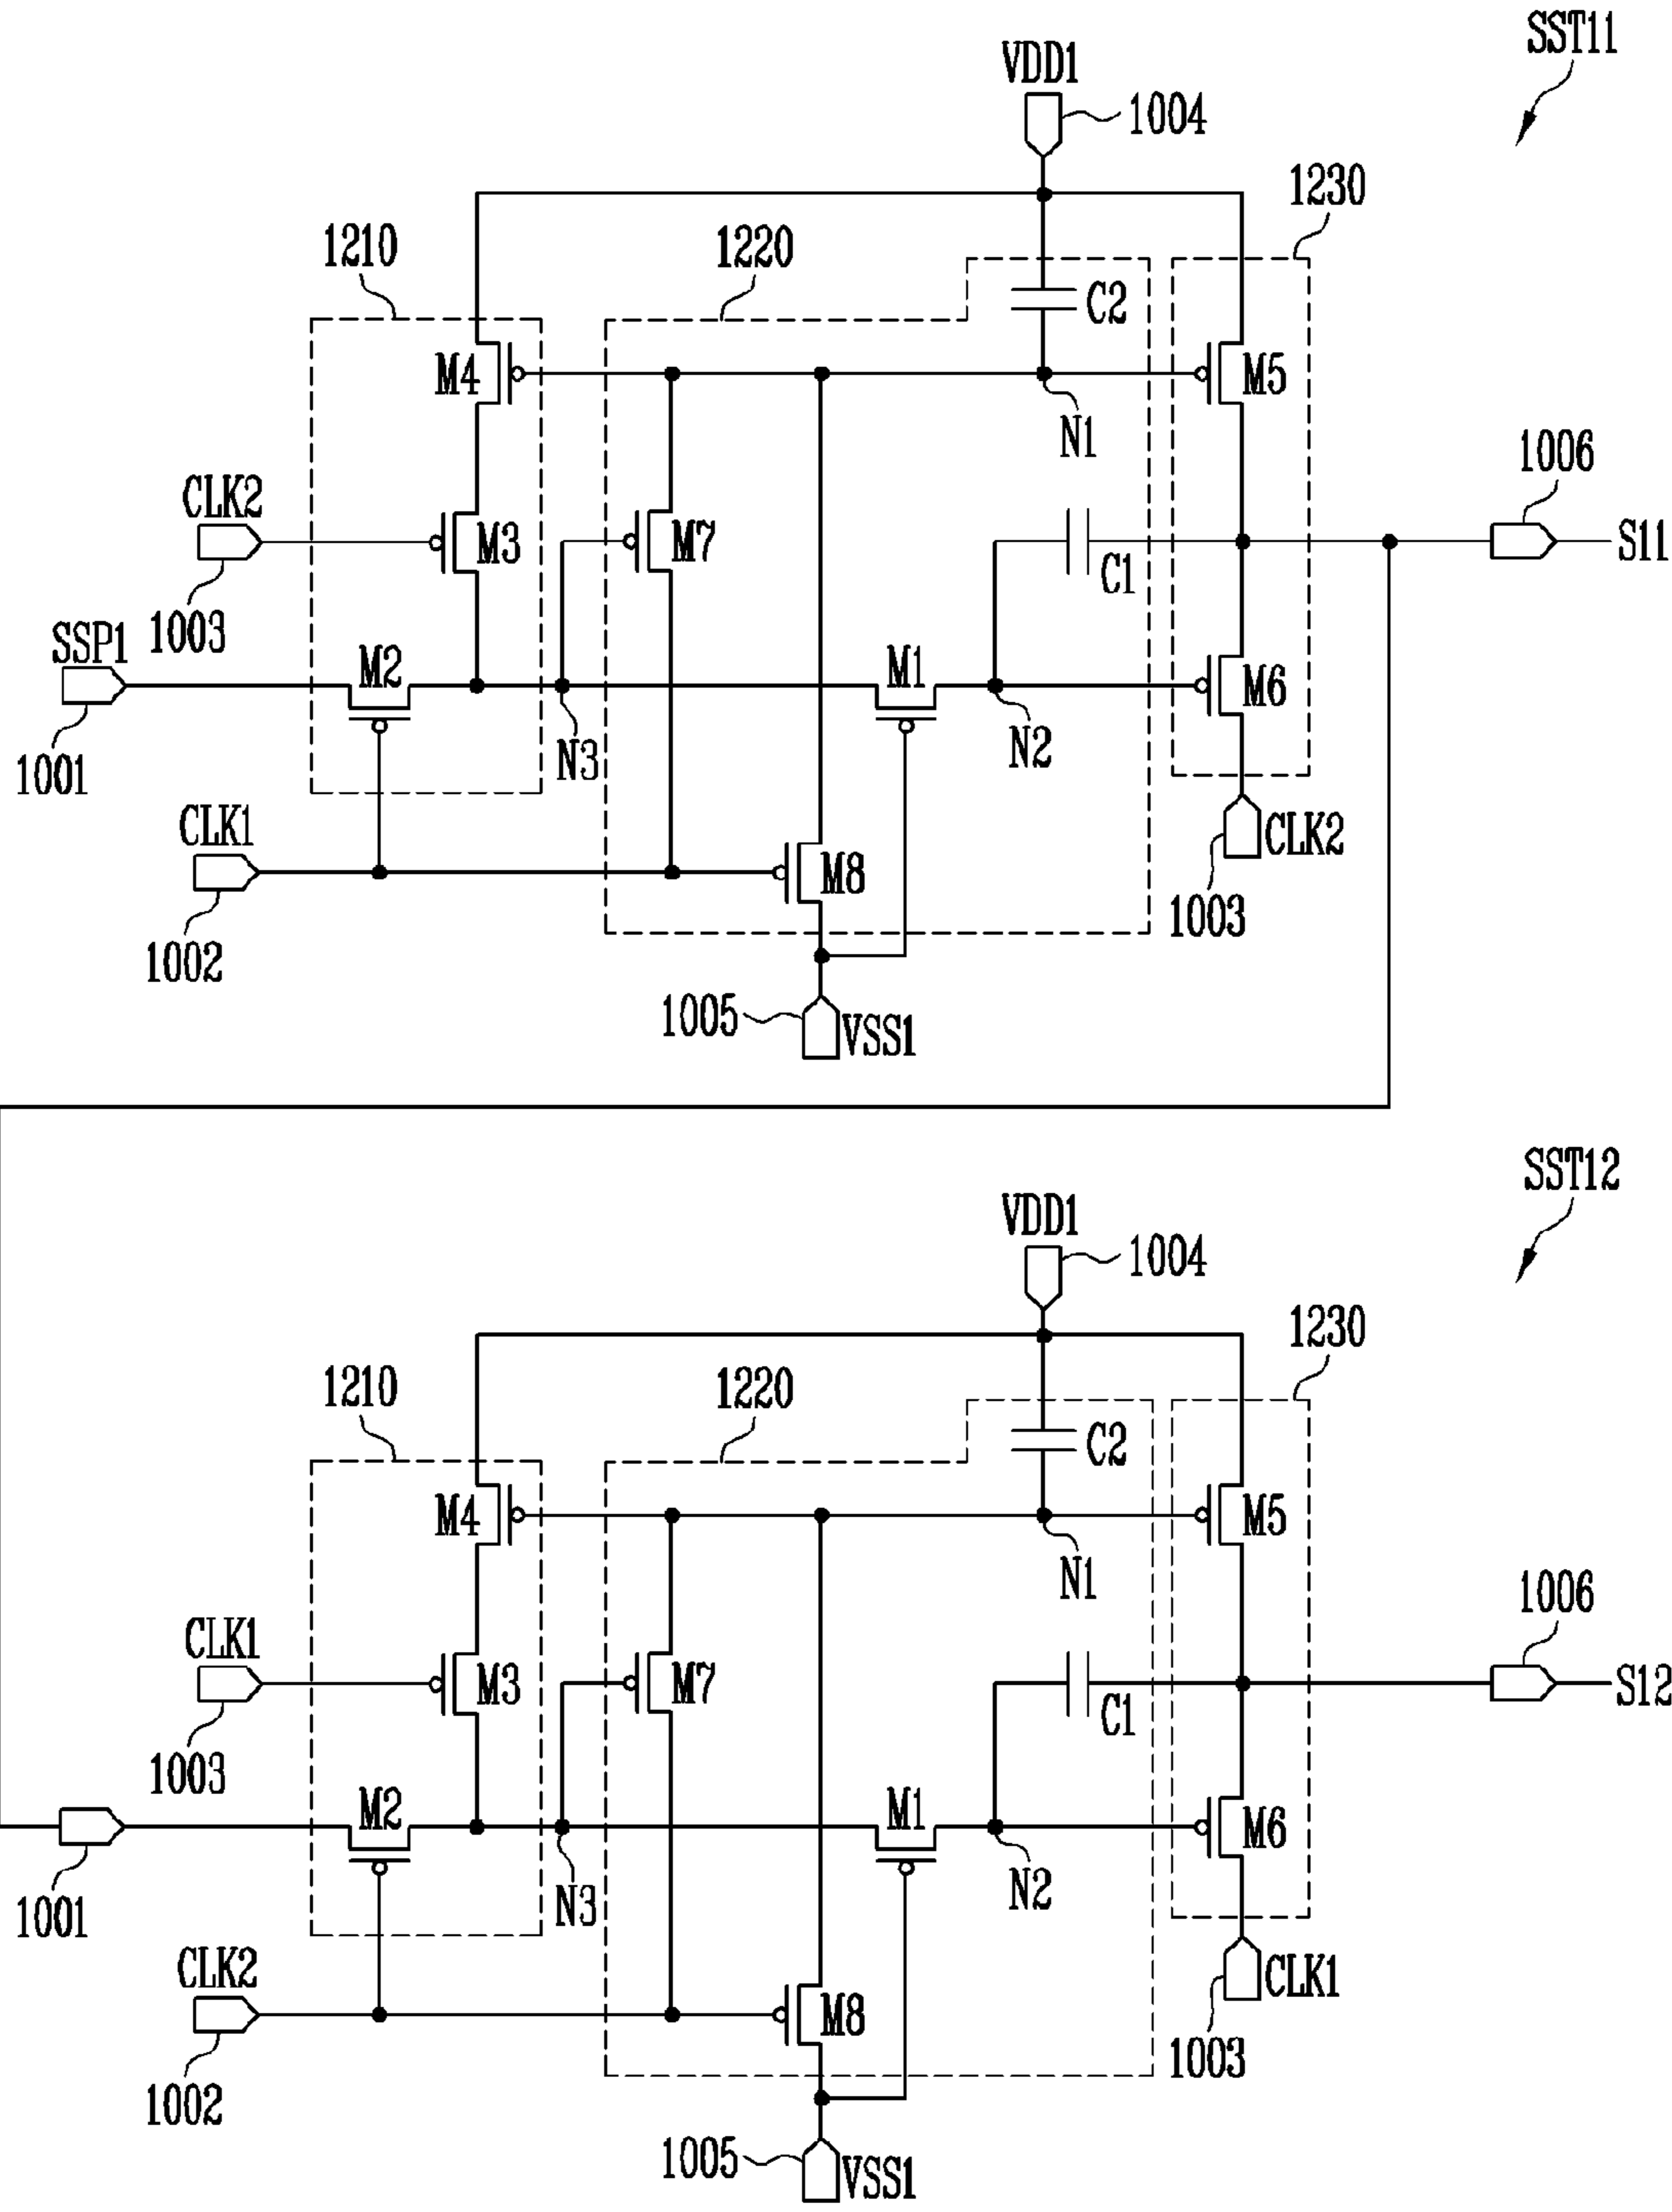 SST11
VDD1
1004
1230
1210
1220
C2
M4
M5
N1
1006
CLK2
M3
M7
C1
S11
1003
SSP1
M2
M1
M6
1001
N3
N2
CLK1
M8
CLK2
1002
1003
1005
VSS1
SST12
VDD1
1004
1230
1210
1220
C2
M4
M5
N1
1006
CLK1
M3
M7
C1
S12
1003
M2
M1
M6
1001
N3
N2
CLK2
M8
CLK1
1002
1003
1005
VSS1